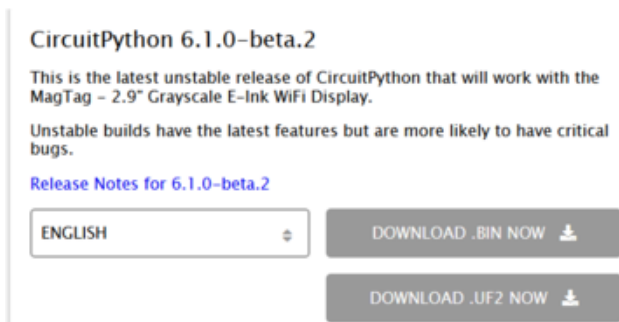 CircuitPython 6.1.0-beta.2
This is the latest unstable release of CircuitPython that will work with the
MagTag - 2.9" Grayscale E-Ink WiFi Display.
Unstable builds have the latest features but are more likely to have critical
bugs.
Release Notes for 6.1.0-beta.2
ENGLISH
DOWNLOAD .BIN NOW
DOWNLOAD .UF2 NOW